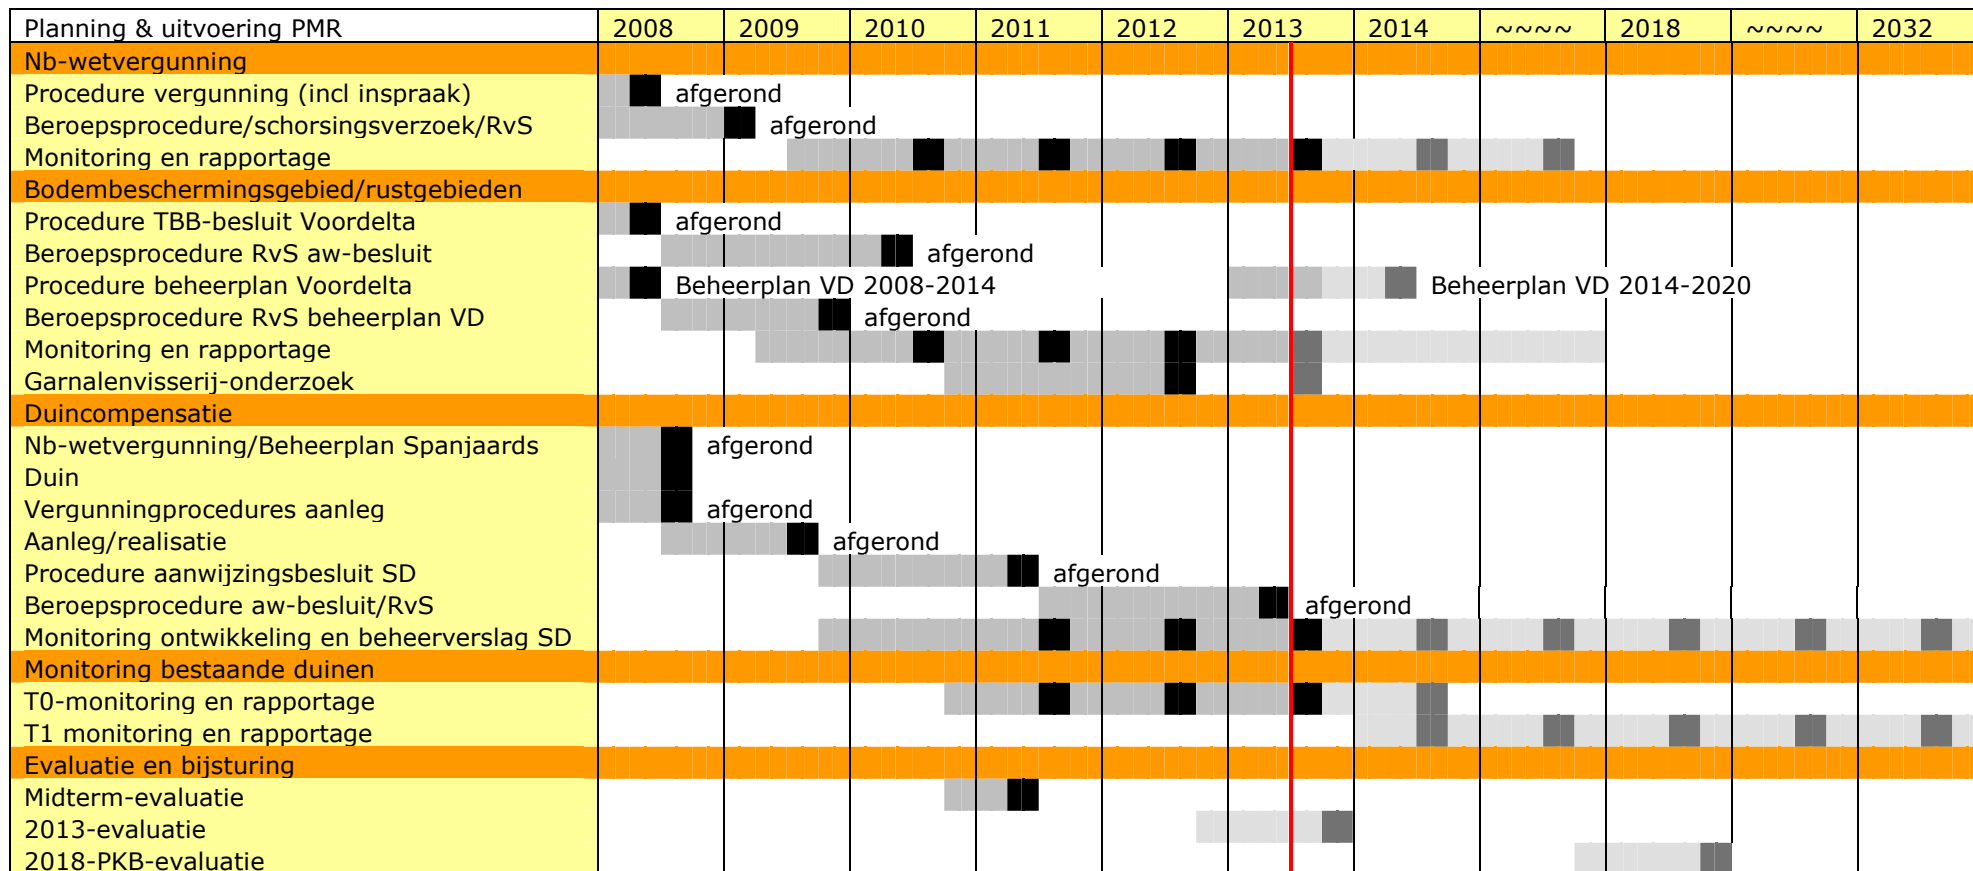 Planning & uitvoering PMR 2008 2009 2010 2011 2012 2013 2014 ~~~~ 2018 ~~~~ 2032
Nb-wetvergunning
Procedure vergunning (incl inspraak) afgerond
Beroepsprocedure/schorsingsverzoek/RvS afgerond
Monitoring en rapportage
Bodembeschermingsgebied/rustgebieden
Procedure TBB-besluit Voordelta afgerond
Beroepsprocedure RvS aw-besluit afgerond
Procedure beheerplan Voordelta Beheerplan VD 2008-2014 Beheerplan VD 2014-2020
Beroepsprocedure RvS beheerplan VD afgerond
Monitoring en rapportage
Garnalenvisserij-onderzoek
Duincompensatie
Nb-wetvergunning/Beheerplan Spanjaards afgerond
Duin
Vergunningprocedures aanleg afgerond
Aanleg/realisatie afgerond
Procedure aanwijzingsbesluit SD afgerond
Beroepsprocedure aw-besluit/RvS afgerond
Monitoring ontwikkeling en beheerverslag SD
Monitoring bestaande duinen
T0-monitoring en rapportage
T1 monitoring en rapportage
Evaluatie en bijsturing
Midterm-evaluatie
2013-evaluatie
2018-PKB-evaluatie